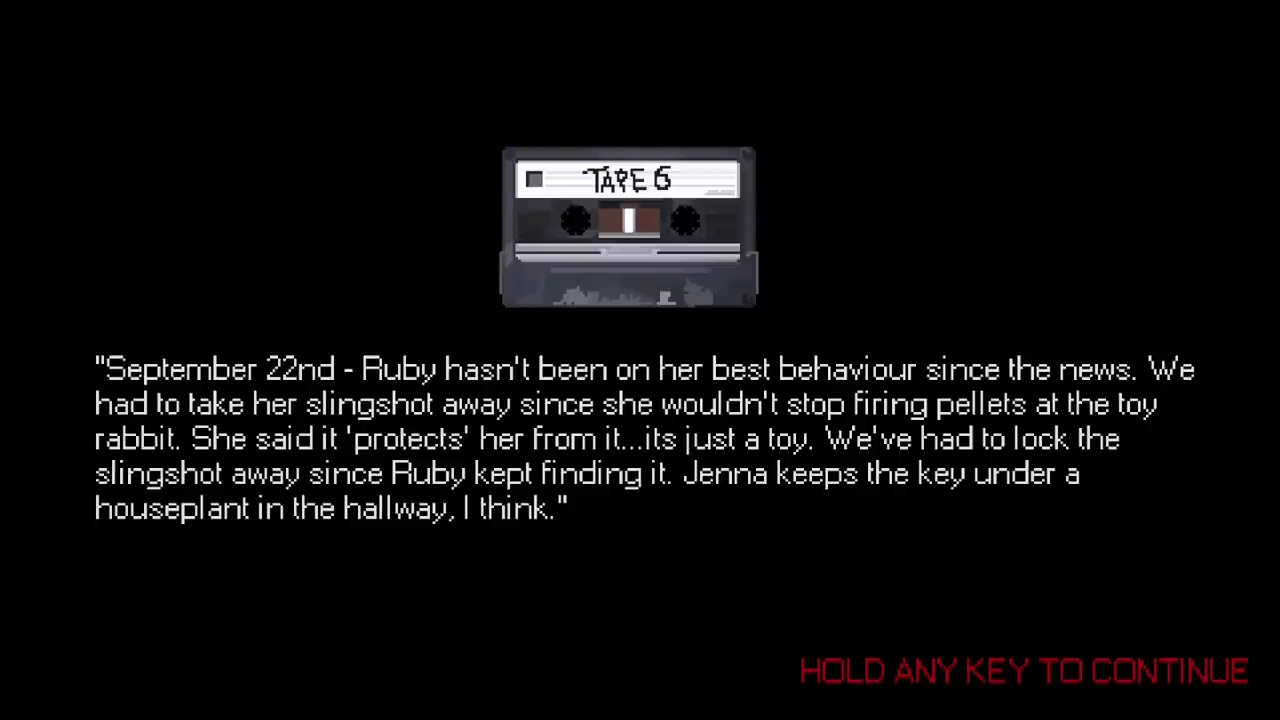 TAPE 6
"September 22nd - Ruby hasn't been on her best behaviour since the news. We
had to take her slingshot away since she wouldn't stop firing pellets at the toy
rabbit. She said it 'protects' her from it...its just a toy. We've had to lock the
slingshot away since Ruby kept finding it. Jenna keeps the key under a
houseplant in the hallway, I think."
HOLD ANY KEY TO CONTINUE